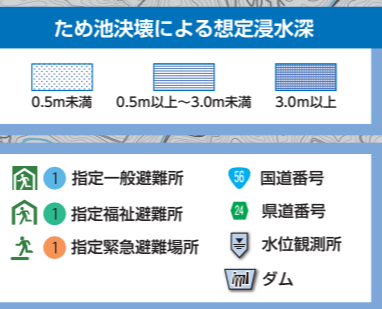 ため池決壊による想定浸水深
0.5m未満 0.5m以上～3.0m未満 3.0m以上
1 指定一般避難所
1 指定福祉避難所
1 指定緊急避難場所
56 国道番号
24 県道番号
水位観測所
ダム